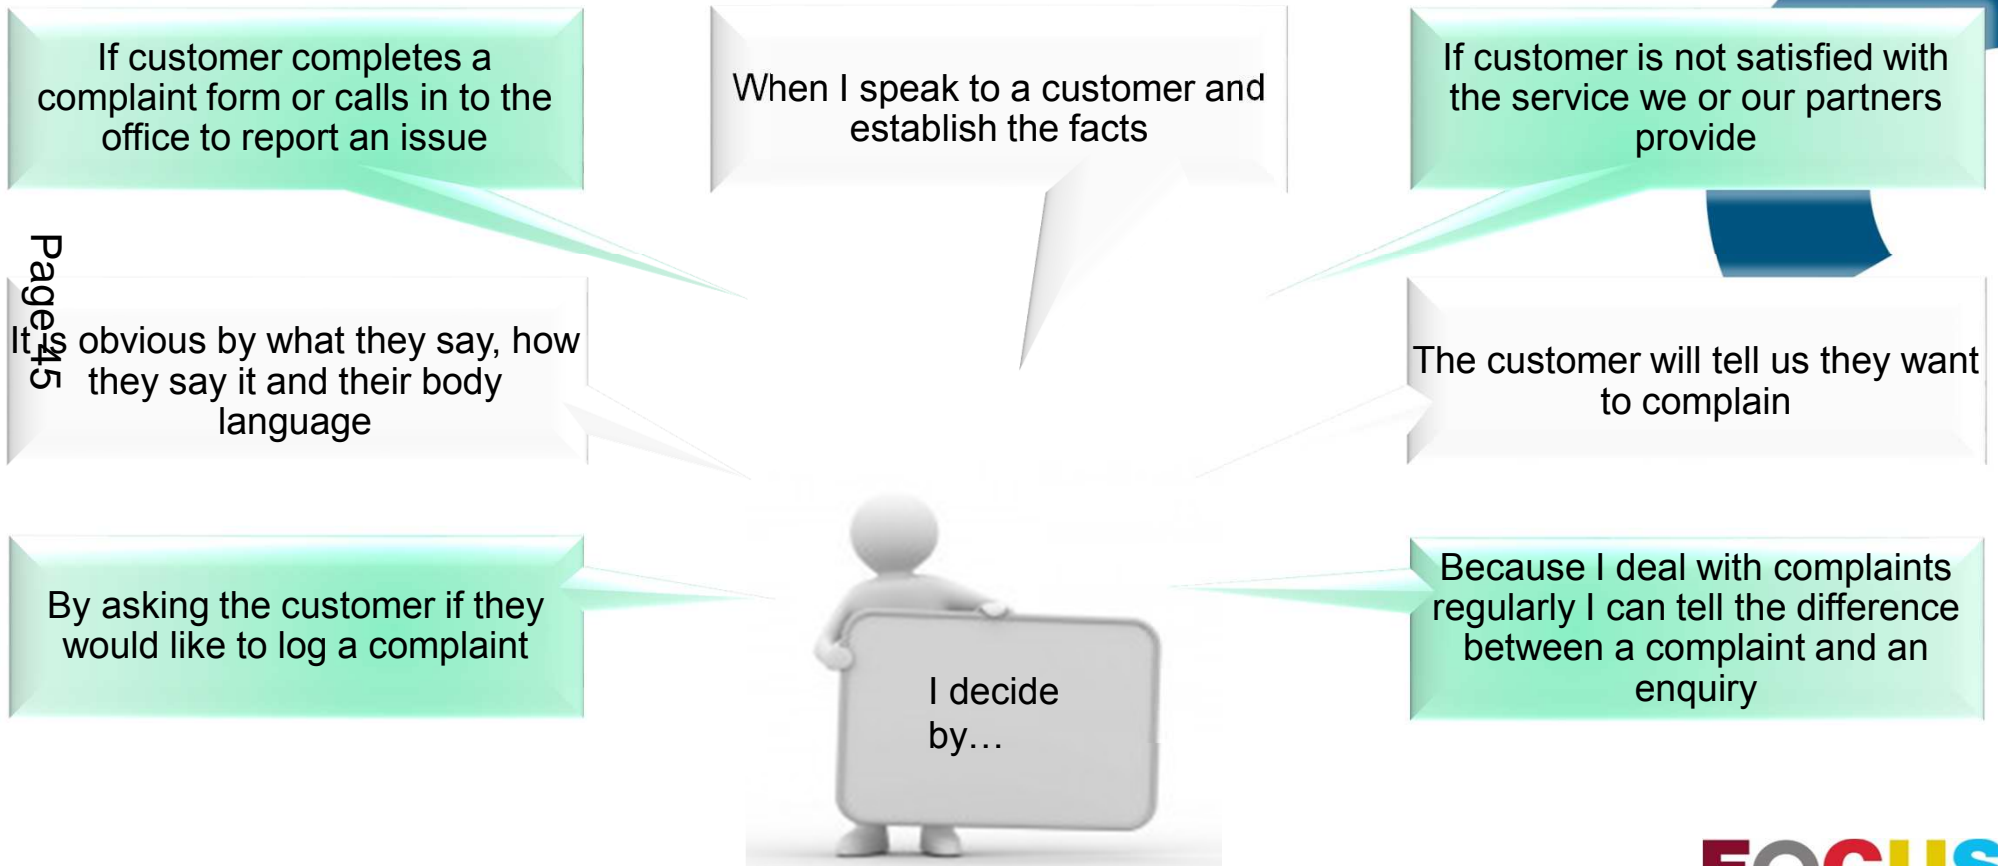 If customer completes a
complaint form or calls in to the
office to report an issue
When I speak to a customer and
establish the facts
If customer is not satisfied with
the service we or our partners
provide
Page 45
It is obvious by what they say, how
they say it and their body
language
The customer will tell us they want
to complain
By asking the customer if they
would like to log a complaint
Because I deal with complaints
regularly I can tell the difference
between a complaint and an
enquiry
I decide
by…
FOCUS